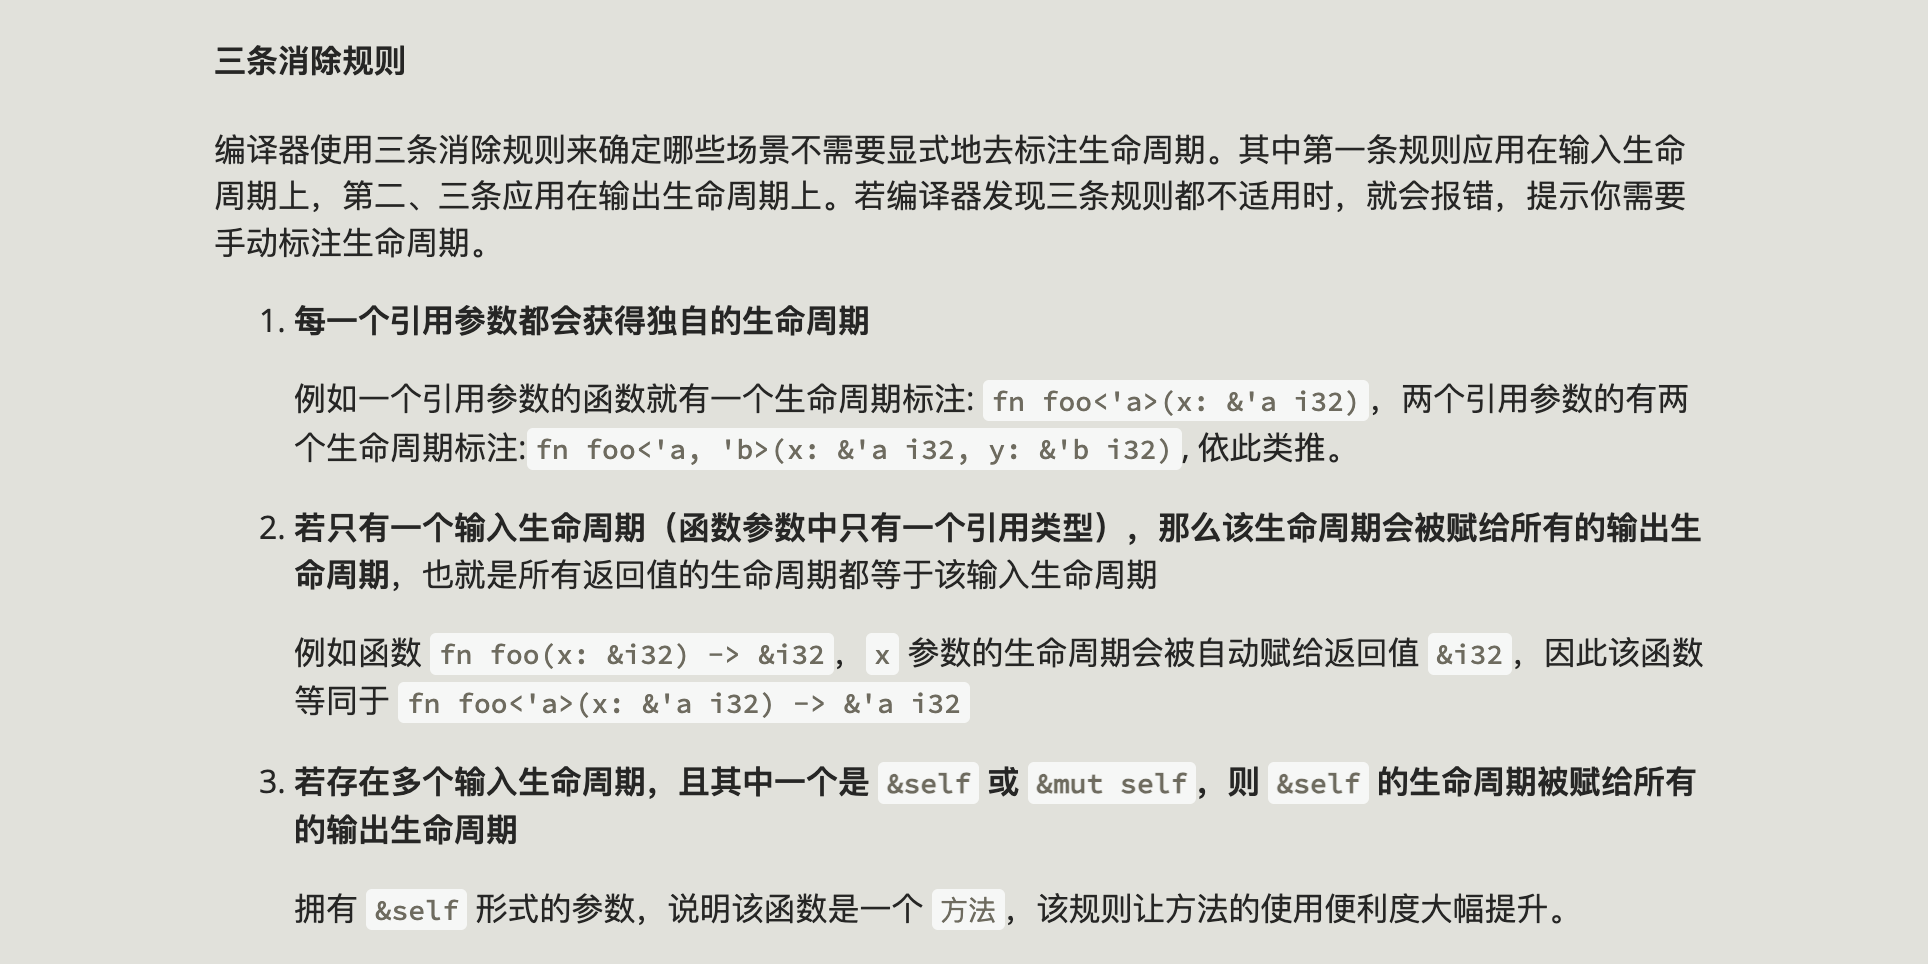 三条消除规则
编译器使用三条消除规则来确定哪些场景不需要显式地去标注生命周期。其中第一条规则应用在输入生命
周期上，第二、三条应用在输出生命周期上。若编译器发现三条规则都不适用时，就会报错，提示你需要
手动标注生命周期。
1. 每一个引用参数都会获得独自的生命周期
例如一个引用参数的函数就有一个生命周期标注: fn foo<'a>(x: &'a i32)，两个引用参数的有两
个生命周期标注:fn foo<'a, 'b>(x: &'a i32, y: &'b i32), 依此类推。
2. 若只有一个输入生命周期（函数参数中只有一个引用类型），那么该生命周期会被赋给所有的输出生
命周期，也就是所有返回值的生命周期都等于该输入生命周期
例如函数 fn foo(x: &i32) -> &i32，x 参数的生命周期会被自动赋给返回值 &i32，因此该函数
等同于 fn foo<'a>(x: &'a i32) -> &'a i32
3. 若存在多个输入生命周期，且其中一个是 &self 或 &mut self，则 &self 的生命周期被赋给所有
的输出生命周期
拥有 &self 形式的参数，说明该函数是一个 方法，该规则让方法的使用便利度大幅提升。